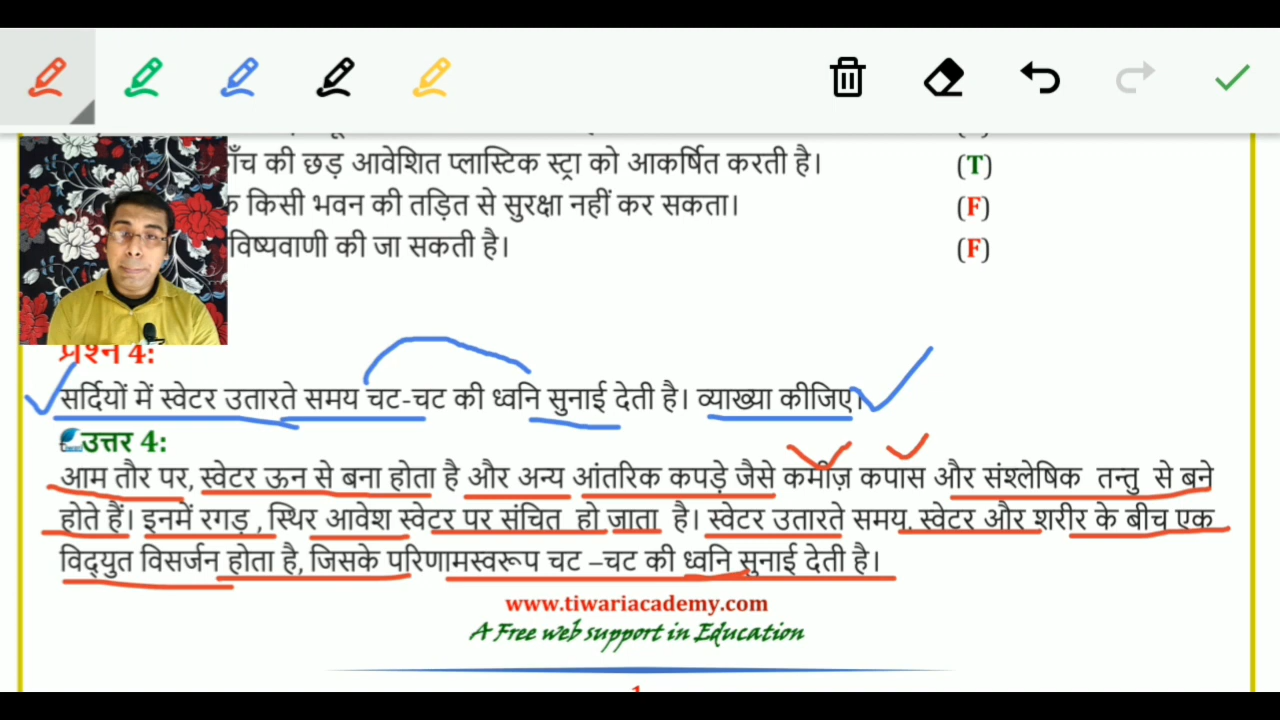 की छड़ आवेशित प्लास्टिक स्ट्रा को आकर्षित करती है। (T)
किसी भवन की तड़ित से सुरक्षा नहीं कर सकता। (F)
की जा सकती है। (F)
प्रश्न 4:
सर्दियों में स्वेटर उतारते समय चट-चट की ध्वनि सुनाई देती है। व्याख्या कीजिए।
उत्तर 4:
आम तौर पर, स्वेटर ऊन से बना होता है और अन्य आंतरिक कपड़े जैसे कमीज़ कपास और संश्लेषिक तन्तु से बने
होते हैं। इनमें रगड़ , स्थिर आवेश स्वेटर पर संचित हो जाता है। स्वेटर उतारते समय, स्वेटर और शरीर के बीच एक
विद्युत विसर्जन होता है, जिसके परिणामस्वरूप चट –चट की ध्वनि सुनाई देती है।
www.tiwariacademy.com
A Free web support in Education